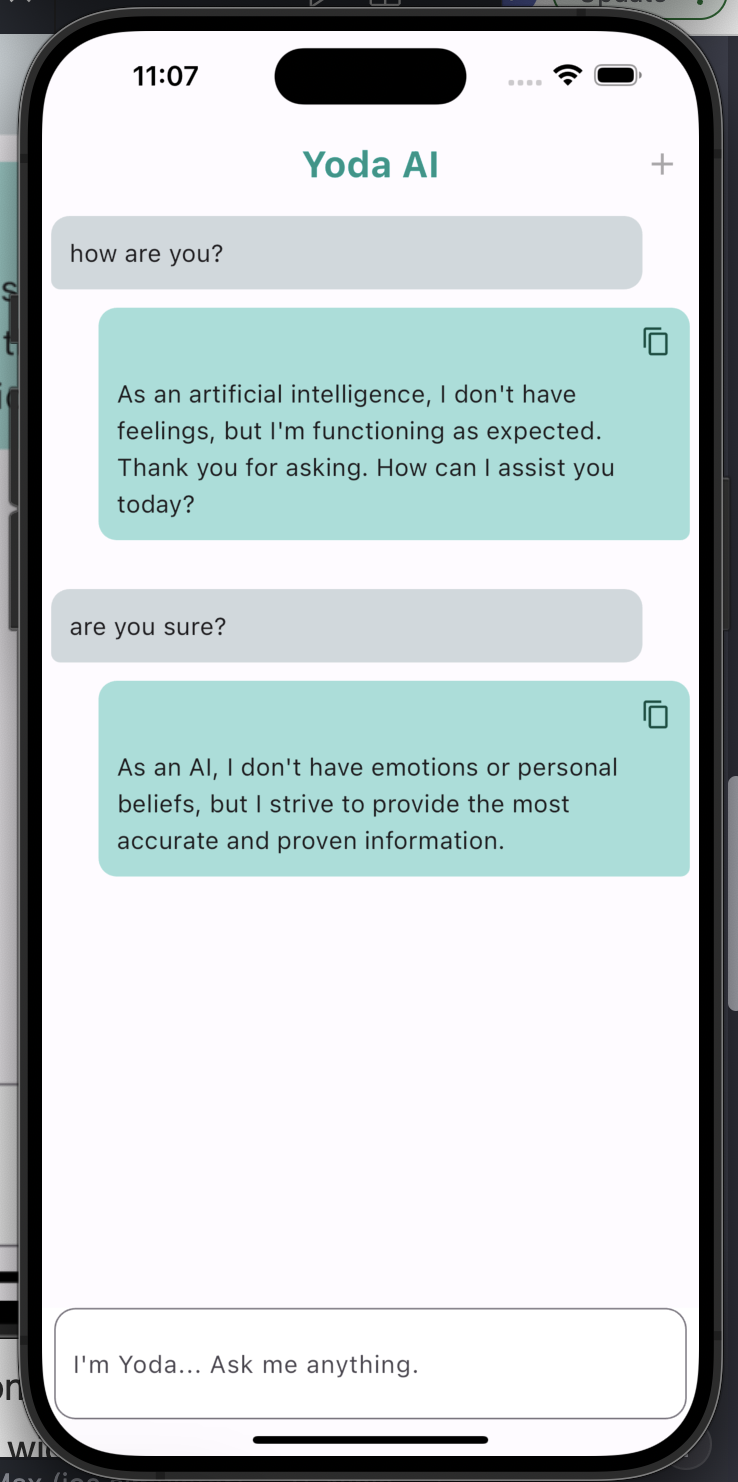 11:07
Yoda AI
how are you?
As an artificial intelligence, I don't have
feelings, but I'm functioning as expected.
Thank you for asking. How can I assist you
today?
are you sure?
As an AI, I don't have emotions or personal
beliefs, but I strive to provide the most
accurate and proven information.
I'm Yoda... Ask me anything.